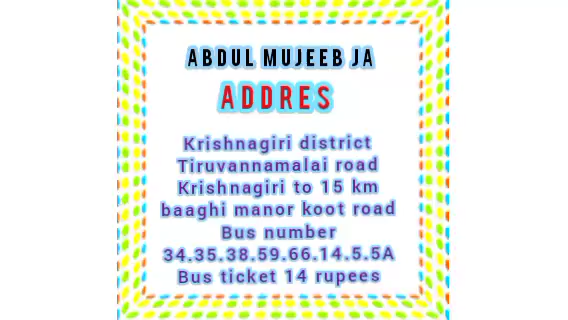 ABDUL MUJEEB JA
ADDRES
Krishnagiri district
Tiruvannamalai road
Krishnagiri to 15 km
baaghi manor koot road
Bus number
34.35.38.59.66.14.5.5A
Bus ticket 14 rupees